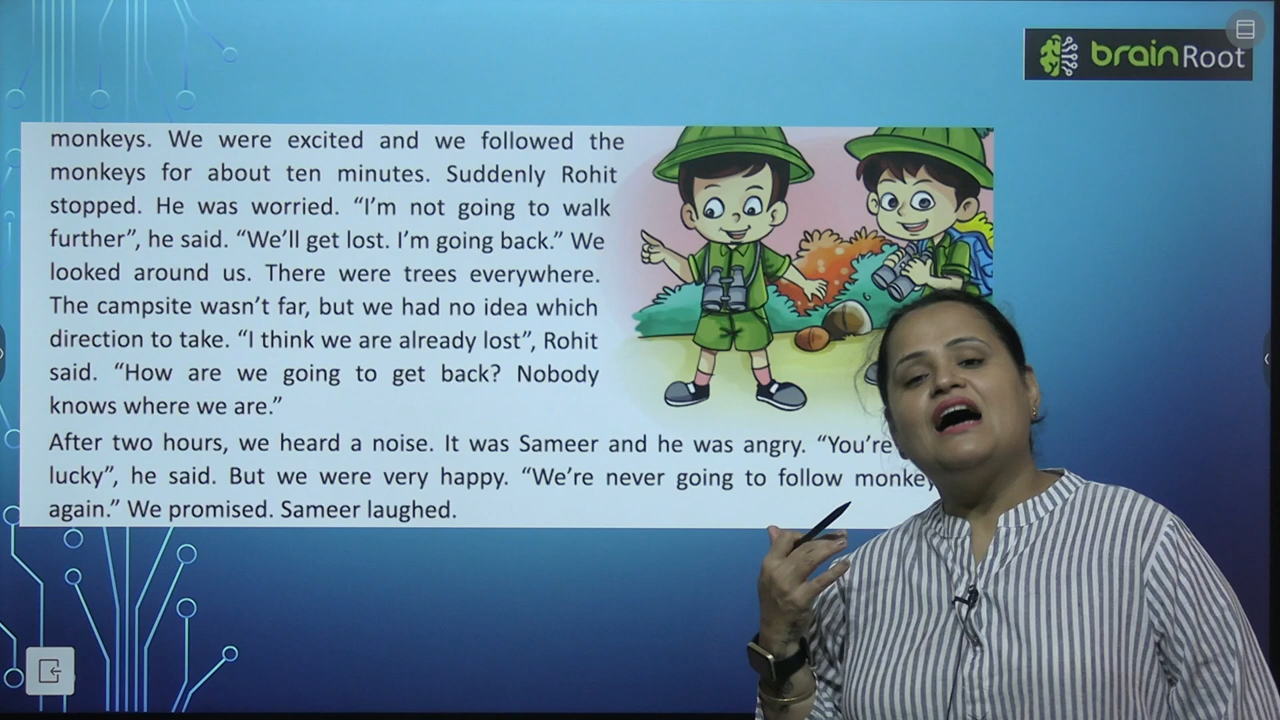 brainRoot
monkeys. We were excited and we followed the
monkeys for about ten minutes. Suddenly Rohit
stopped. He was worried. “I’m not going to walk
further”, he said. “We’ll get lost. I’m going back.” We
looked around us. There were trees everywhere.
The campsite wasn’t far, but we had no idea which
direction to take. “I think we are already lost”, Rohit
said. “How are we going to get back? Nobody
knows where we are.”
After two hours, we heard a noise. It was Sameer and he was angry. “You’re
lucky”, he said. But we were very happy. “We’re never going to follow monkey
again.” We promised. Sameer laughed.